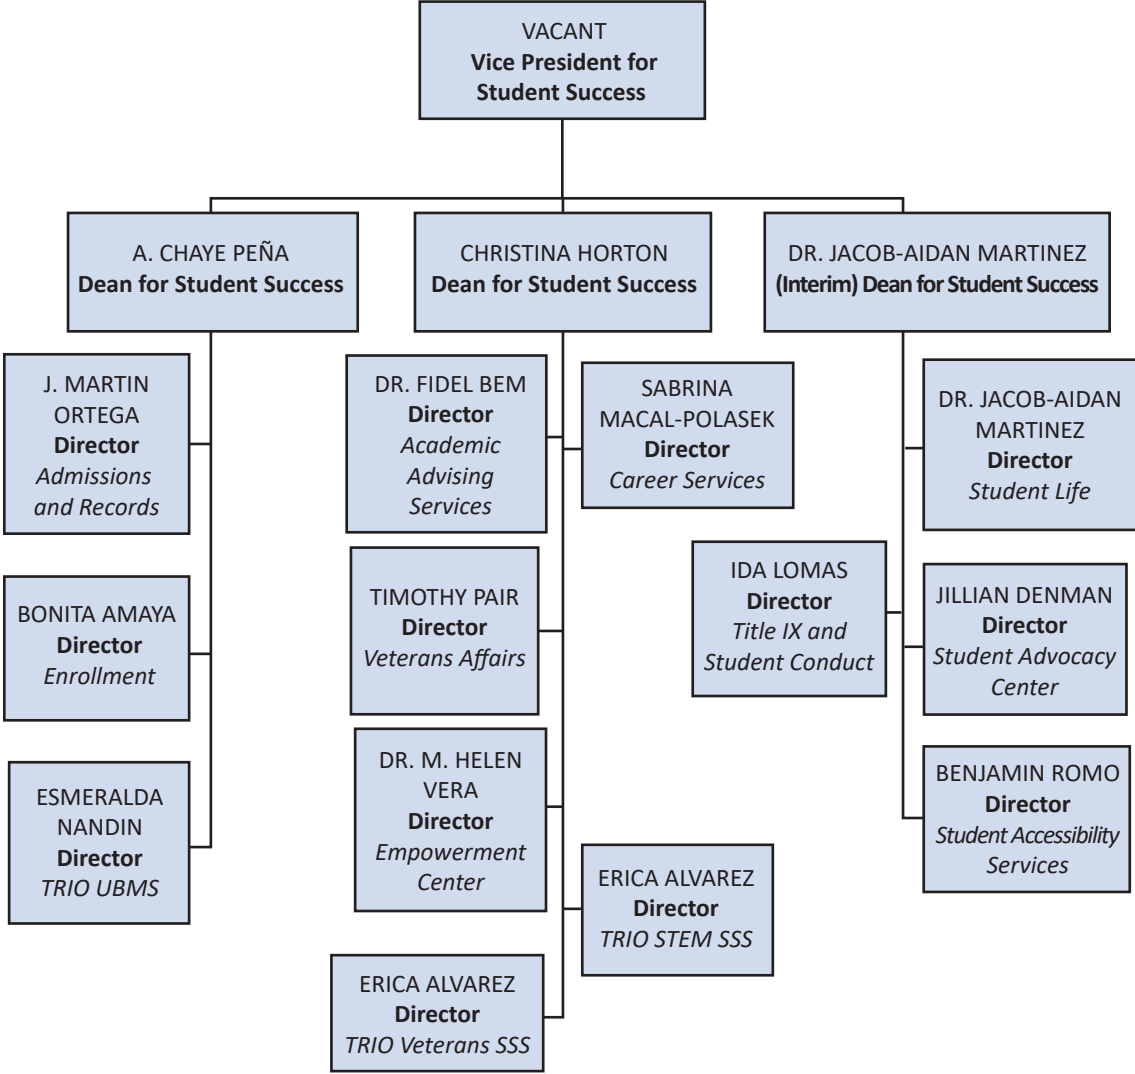 VACANT
Vice President for
Student Success
A. CHAYE PEÑA
Dean for Student Success
CHRISTINA HORTON
Dean for Student Success
DR. JACOB-AIDAN MARTINEZ
(Interim) Dean for Student Success
J. MARTIN
ORTEGA
Director
Admissions
and Records
BONITA AMAYA
Director
Enrollment
ESMERALDA
NANDIN
Director
TRIO UBMS
DR. FIDEL BEM
Director
Academic
Advising
Services
SABRINA
MACAL-POLASEK
Director
Career Services
TIMOTHY PAIR
Director
Veterans Affairs
DR. M. HELEN
VERA
Director
Empowerment
Center
ERICA ALVAREZ
Director
TRIO STEM SSS
ERICA ALVAREZ
Director
TRIO Veterans SSS
DR. JACOB-AIDAN
MARTINEZ
Director
Student Life
IDA LOMAS
Director
Title IX and
Student Conduct
JILLIAN DENMAN
Director
Student Advocacy
Center
BENJAMIN ROMO
Director
Student Accessibility
Services